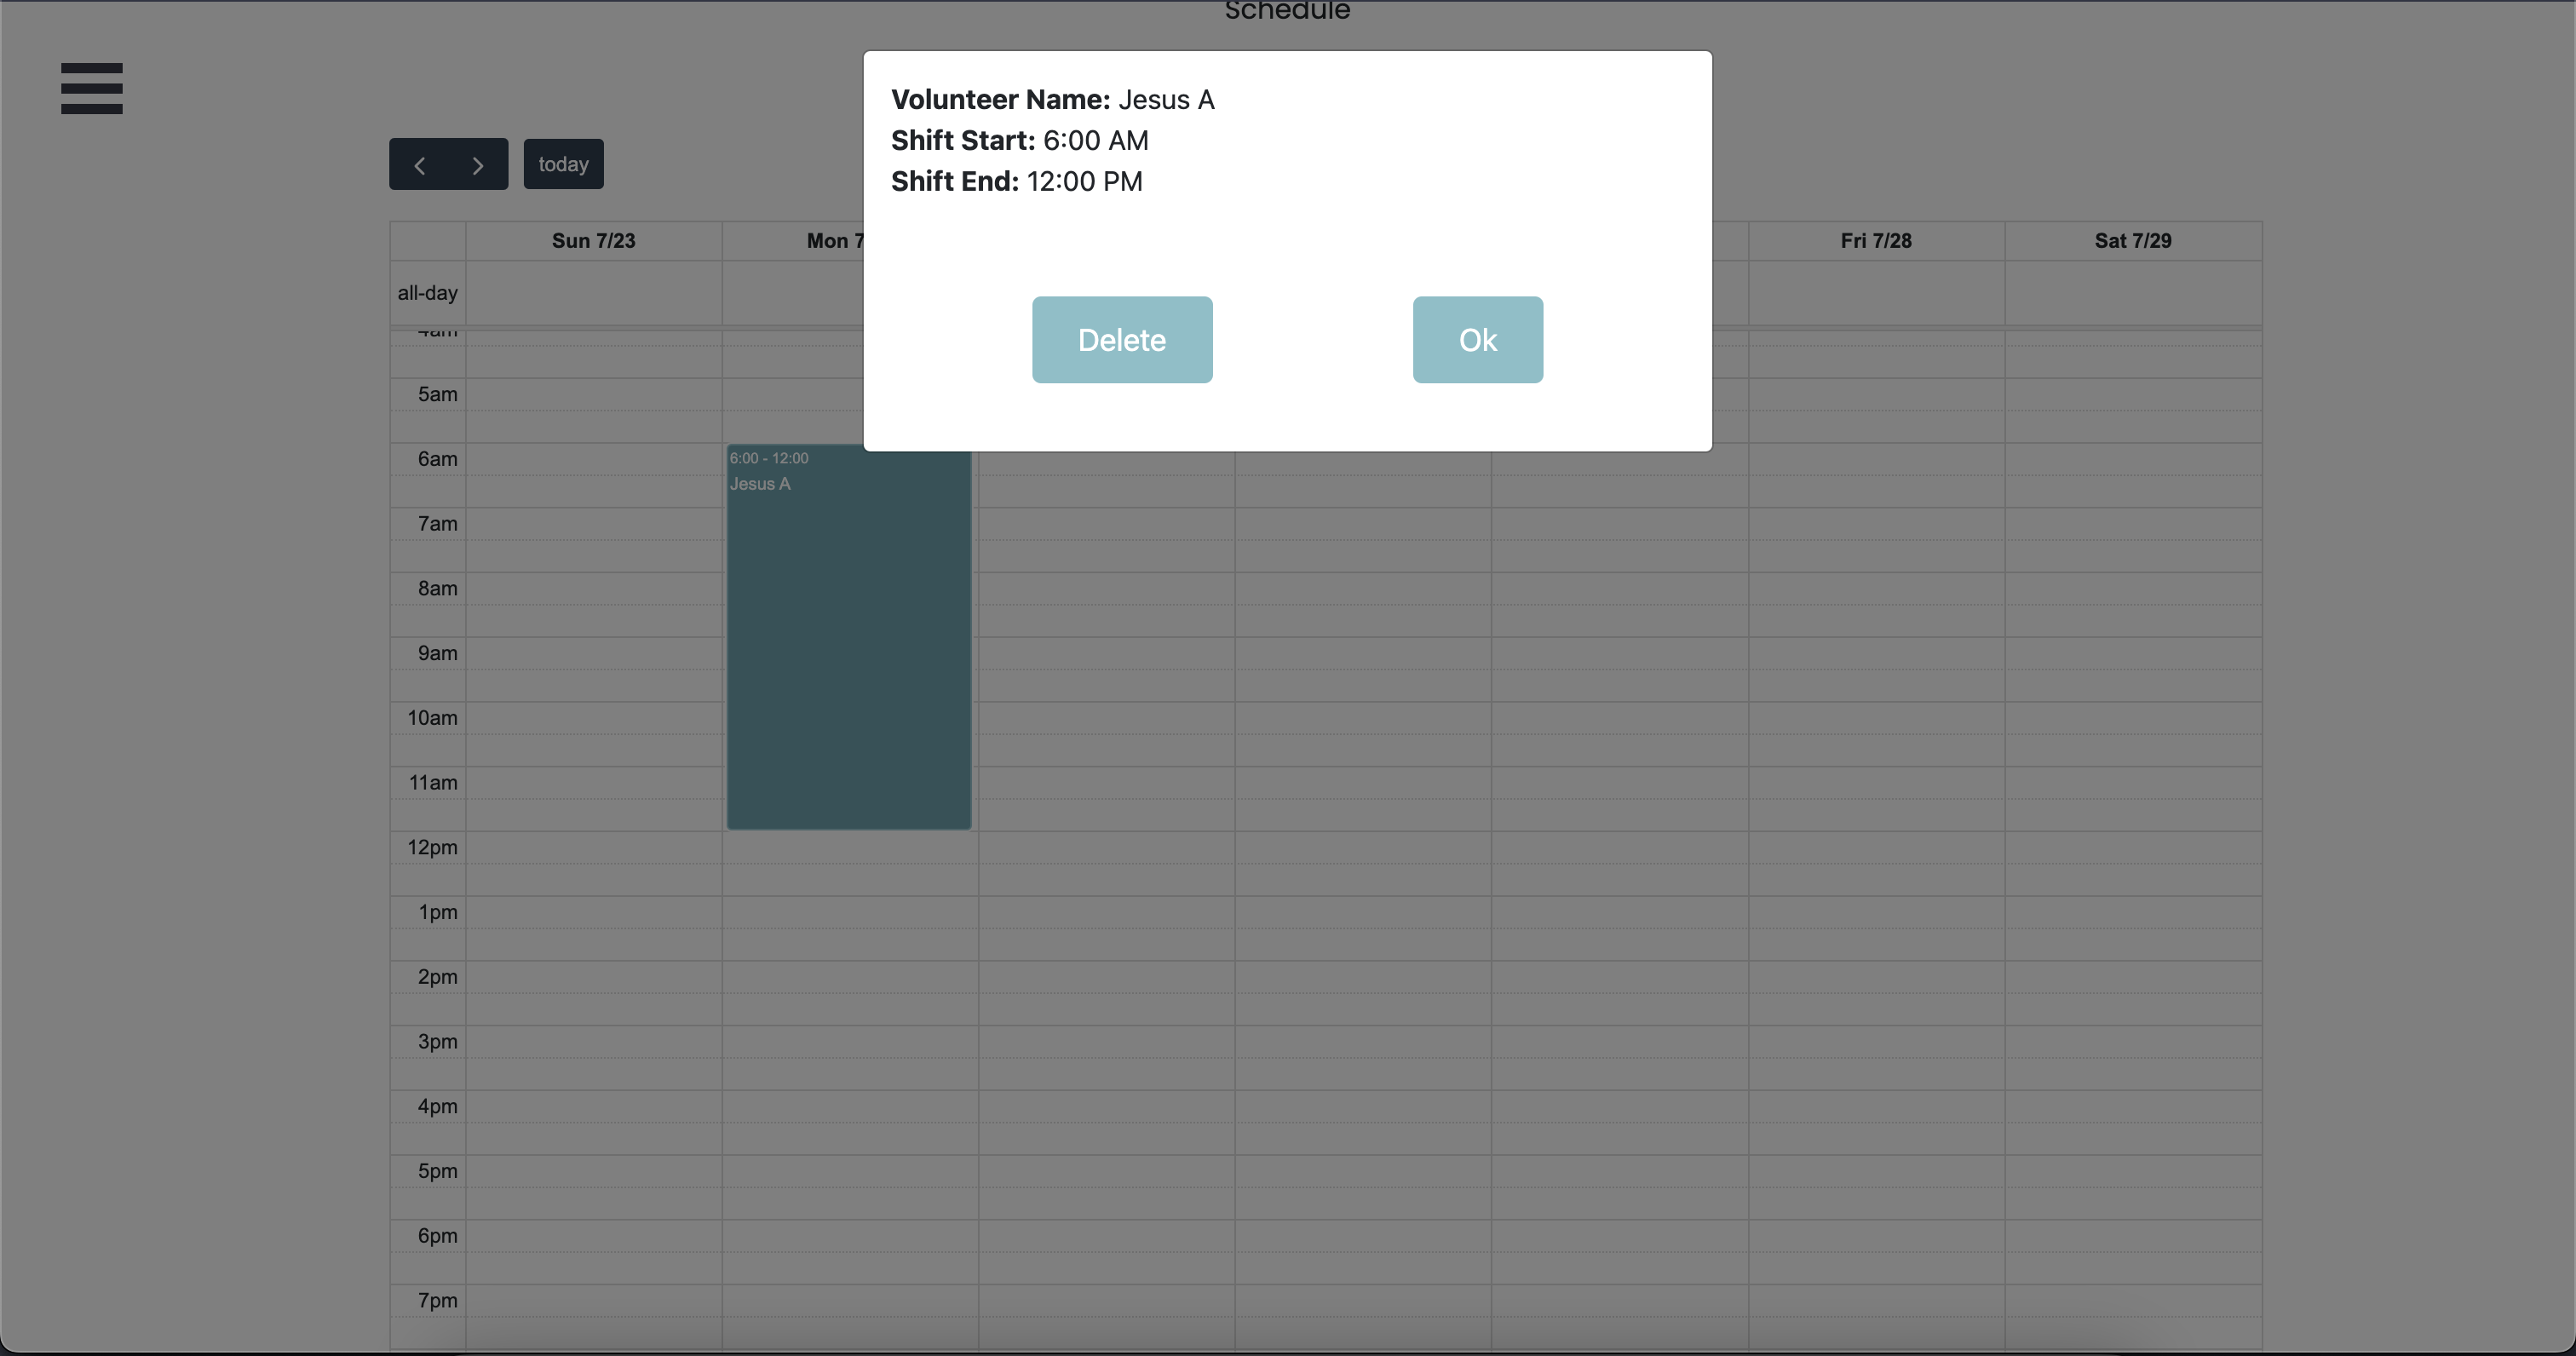 Schedule
Volunteer Name: Jesus A
Shift Start: 6:00 AM
Shift End: 12:00 PM
Delete
Ok
today
Sun 7/23
Mon 7
Fri 7/28
Sat 7/29
all-day
4am
5am
6am
6:00 - 12:00
Jesus A
7am
8am
9am
10am
11am
12pm
1pm
2pm
3pm
4pm
5pm
6pm
7pm